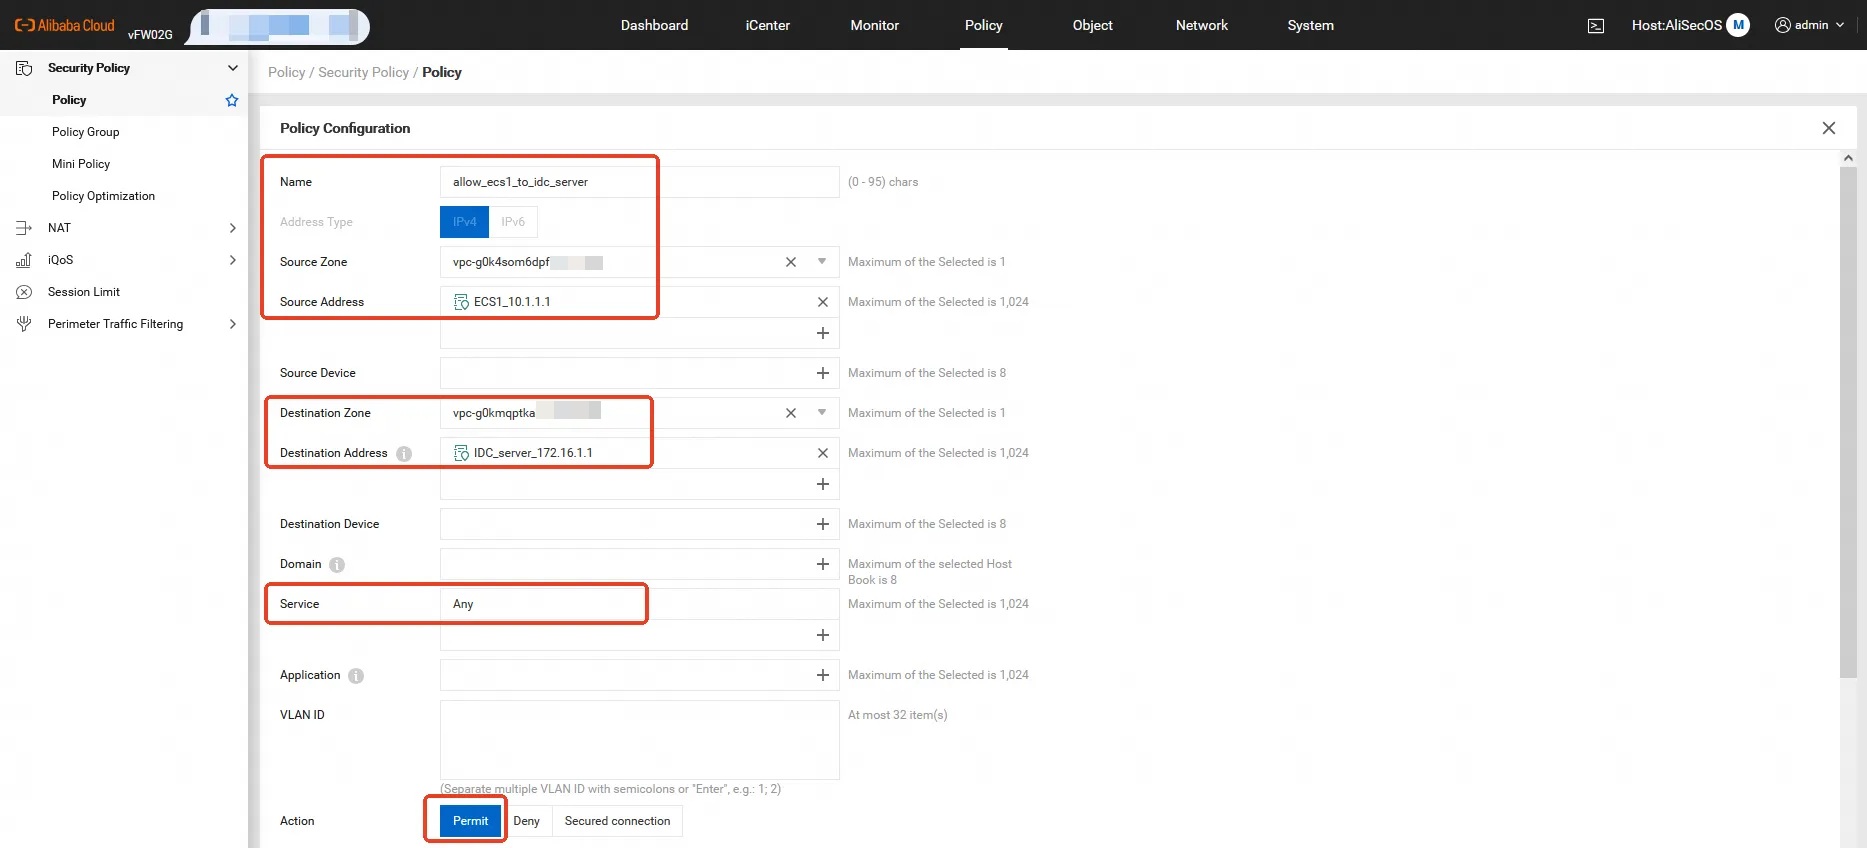 Alibaba Cloud vFW02G Dashboard iCenter Monitor Policy Object Network System Host:AliSecOS M admin
Security Policy
Policy
Policy Group
Mini Policy
Policy Optimization
NAT
iQoS
Session Limit
Perimeter Traffic Filtering
Policy / Security Policy / Policy
Policy Configuration
Name allow_ecs1_to_idc_server (0 - 95) chars
Address Type IPv4 IPv6
Source Zone vpc-g0k4som6dpf Maximum of the Selected is 1
Source Address ECS1_10.1.1.1 Maximum of the Selected is 1,024
Source Device Maximum of the Selected is 8
Destination Zone vpc-g0kmqptka Maximum of the Selected is 1
Destination Address IDC_server_172.16.1.1 Maximum of the Selected is 1,024
Destination Device Maximum of the Selected is 8
Domain Maximum of the selected Host
Book is 8
Service Any Maximum of the Selected is 1,024
Application Maximum of the Selected is 1,024
VLAN ID At most 32 item(s)
(Separate multiple VLAN ID with semicolons or "Enter", e.g.: 1; 2)
Action Permit Deny Secured connection